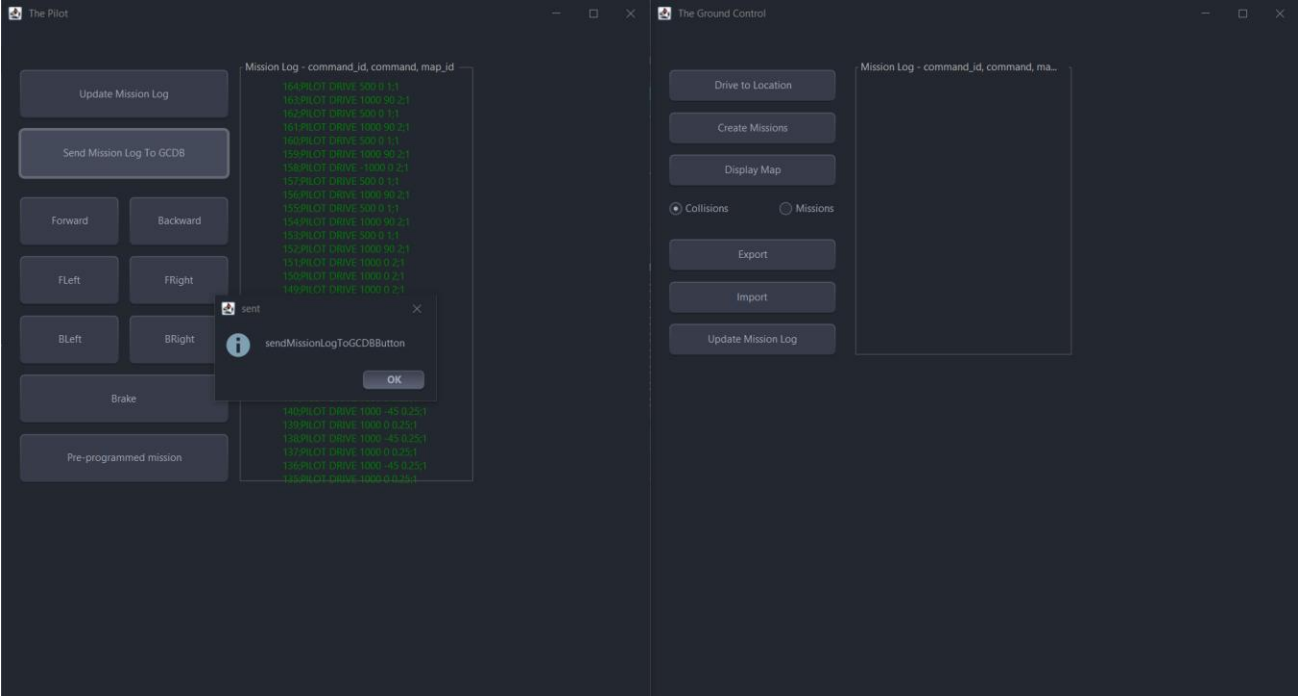 The Pilot
Update Mission Log
Send Mission Log To GCDB
Forward
Backward
FLeft
FRight
BLeft
BRight
Brake
Pre-programmed mission
Mission Log - command_id, command, map_id
164;PILOT DRIVE 500 0 1;1
163;PILOT DRIVE 1000 90 2;1
162;PILOT DRIVE 500 0 1;1
161;PILOT DRIVE 1000 90 2;1
160;PILOT DRIVE 500 0 1;1
159;PILOT DRIVE 1000 90 2;1
158;PILOT DRIVE -1000 0 2;1
157;PILOT DRIVE 500 0 1;1
156;PILOT DRIVE 1000 90 2;1
155;PILOT DRIVE 500 0 1;1
154;PILOT DRIVE 1000 90 2;1
153;PILOT DRIVE 500 0 1;1
152;PILOT DRIVE 1000 90 2;1
151;PILOT DRIVE 1000 0 2;1
150;PILOT DRIVE 1000 0 2;1
149;PILOT DRIVE 1000 0 2;1
sent
sendMissionLogToGCDBButton
OK
140;PILOT DRIVE 1000 -45 0.25;1
139;PILOT DRIVE 1000 0 0.25;1
138;PILOT DRIVE 1000 -45 0.25;1
137;PILOT DRIVE 1000 0 0.25;1
136;PILOT DRIVE 1000 -45 0.25;1
135;PILOT DRIVE 1000 0 0.25;1
The Ground Control
Drive to Location
Create Missions
Display Map
Collisions
Missions
Export
Import
Update Mission Log
Mission Log - command_id, command, ma...